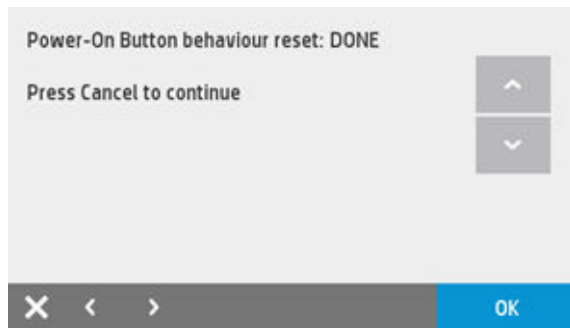 Power-On Button behaviour reset: DONE
Press Cancel to continue
OK